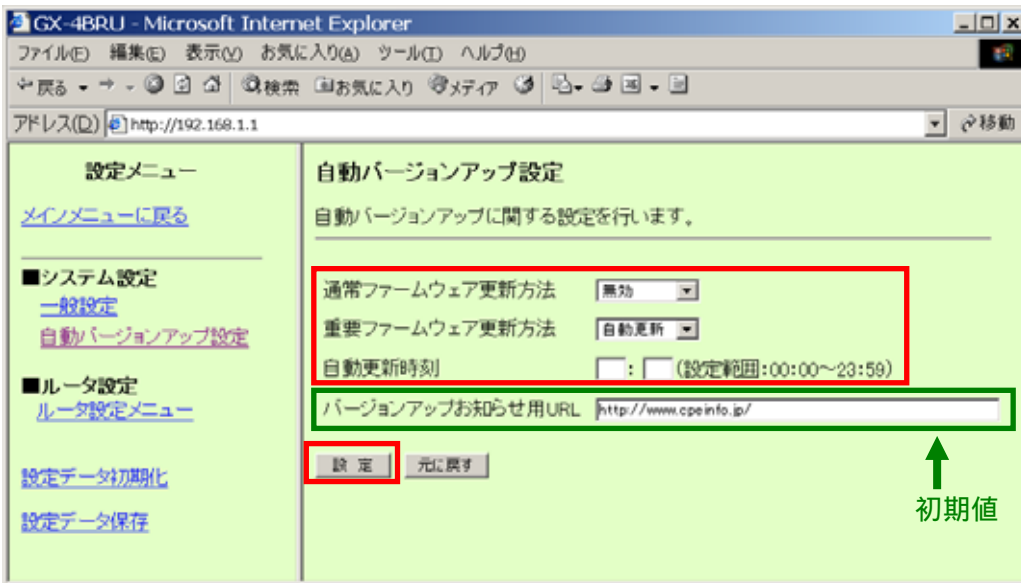 GX-4BRU - Microsoft Internet Explorer
ファイル(F) 編集(E) 表示(V) お気に入り(A) ツール(T) ヘルプ(H)
戻る 検索 お気に入り メディア
アドレス(D) http://192.168.1.1 移動
設定メニュー
メインメニューに戻る
■システム設定
一般設定
自動バージョンアップ設定
■ルータ設定
ルータ設定メニュー
設定データ初期化
設定データ保存
自動バージョンアップ設定
自動バージョンアップに関する設定を行います。
通常ファームウェア更新方法 無効
重要ファームウェア更新方法 自動更新
自動更新時刻 : (設定範囲:00:00～23:59)
バージョンアップお知らせ用URL http://www.cpeinfo.jp/
設 定 元に戻す
初期値